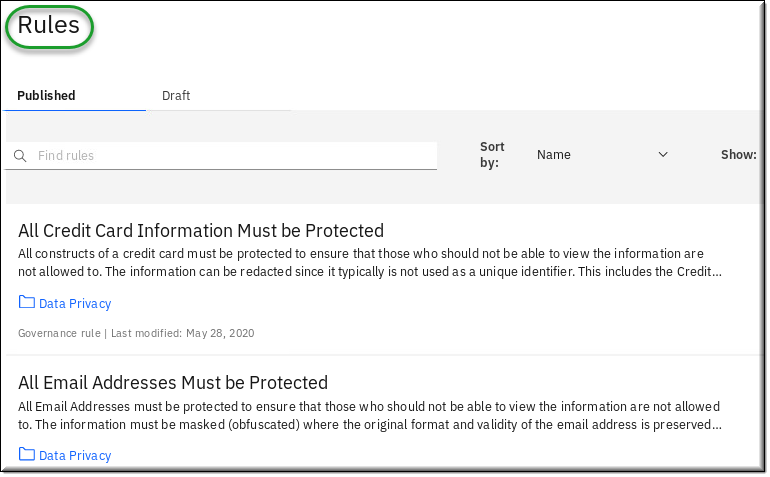 Rules
Published
Draft
Find rules
Sort by:
Name
Show:
All Credit Card Information Must be Protected
All constructs of a credit card must be protected to ensure that those who should not be able to view the information are
not allowed to. The information can be redacted since it typically is not used as a unique identifier. This includes the Credit...
Data Privacy
Governance rule | Last modified: May 28, 2020
All Email Addresses Must be Protected
All Email Addresses must be protected to ensure that those who should not be able to view the information are not allowed
to. The information must be masked (obfuscated) where the original format and validity of the email address is preserved...
Data Privacy